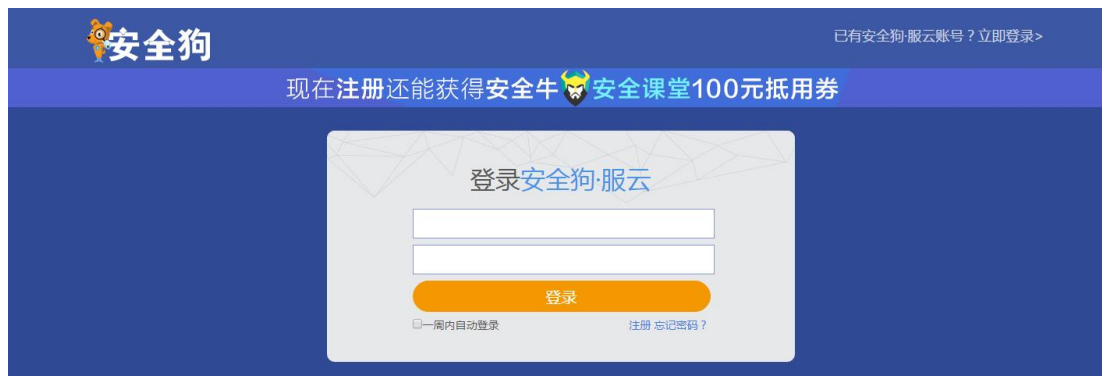 安全狗
已有安全狗·服云账号？立即登录>
现在注册还能获得安全牛安全课堂100元抵用券
登录安全狗·服云
登录
一周内自动登录
注册 忘记密码？